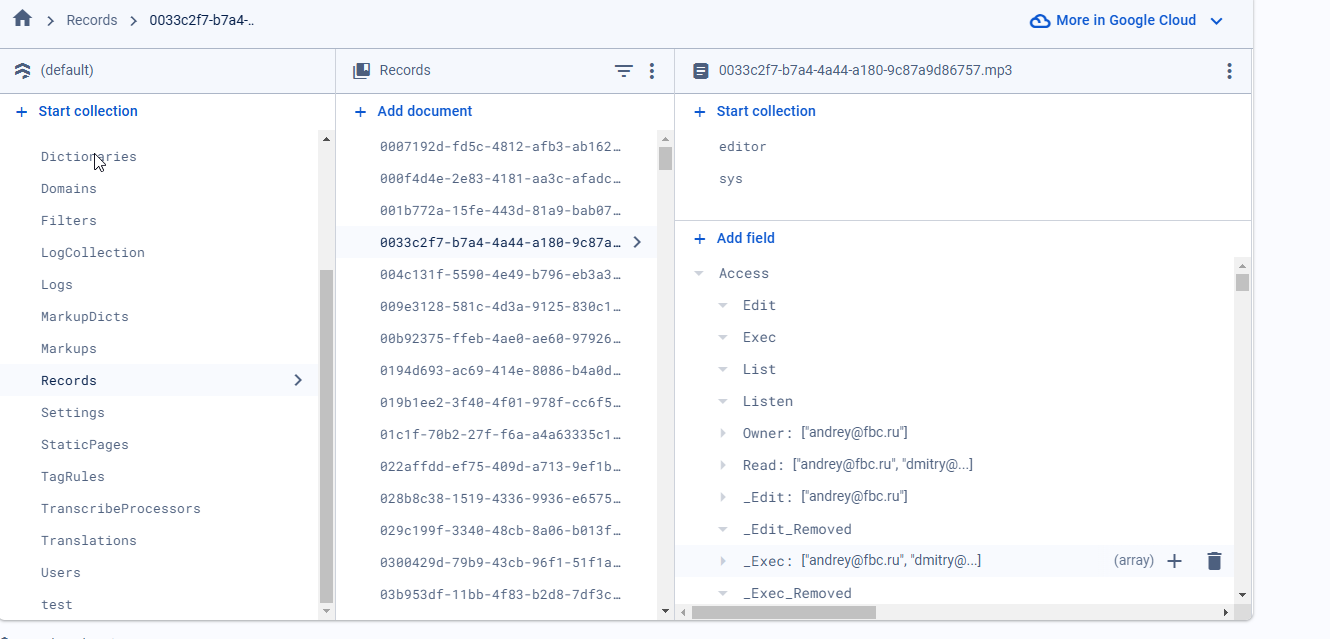 Records
0033c2f7-b7a4-..
More in Google Cloud
(default)
Records
0033c2f7-b7a4-4a44-a180-9c87a9d86757.mp3
+ Start collection
+ Add document
+ Start collection
Dictionaries
Domains
Filters
LogCollection
Logs
MarkupDicts
Markups
Records
Settings
StaticPages
TagRules
TranscribeProcessors
Translations
Users
test
0007192d-fd5c-4812-afb3-ab162…
000f4d4e-2e83-4181-aa3c-afadc…
001b772a-15fe-443d-81a9-bab07…
0033c2f7-b7a4-4a44-a180-9c87a…
004c131f-5590-4e49-b796-eb3a3…
009e3128-581c-4d3a-9125-830c1…
00b92375-ffeb-4ae0-ae60-97926…
0194d693-ac69-414e-8086-b4a0d…
019b1ee2-3f40-4f01-978f-cc6f5…
01c1f-70b2-27f-f6a-a4a63335c1…
022affdd-ef75-409d-a713-9ef1b…
028b8c38-1519-4336-9936-e6575…
029c199f-3340-48cb-8a06-b013f…
0300429d-79b9-43cb-96f1-51f1a…
03b953df-11bb-4f83-b2d8-7df3c…
editor
sys
+ Add field
Access
Edit
Exec
List
Listen
Owner: ["andrey@fbc.ru"]
Read: ["andrey@fbc.ru", "dmitry@...]
_Edit: ["andrey@fbc.ru"]
_Edit_Removed
_Exec: ["andrey@fbc.ru", "dmitry@...] (array)
_Exec_Removed